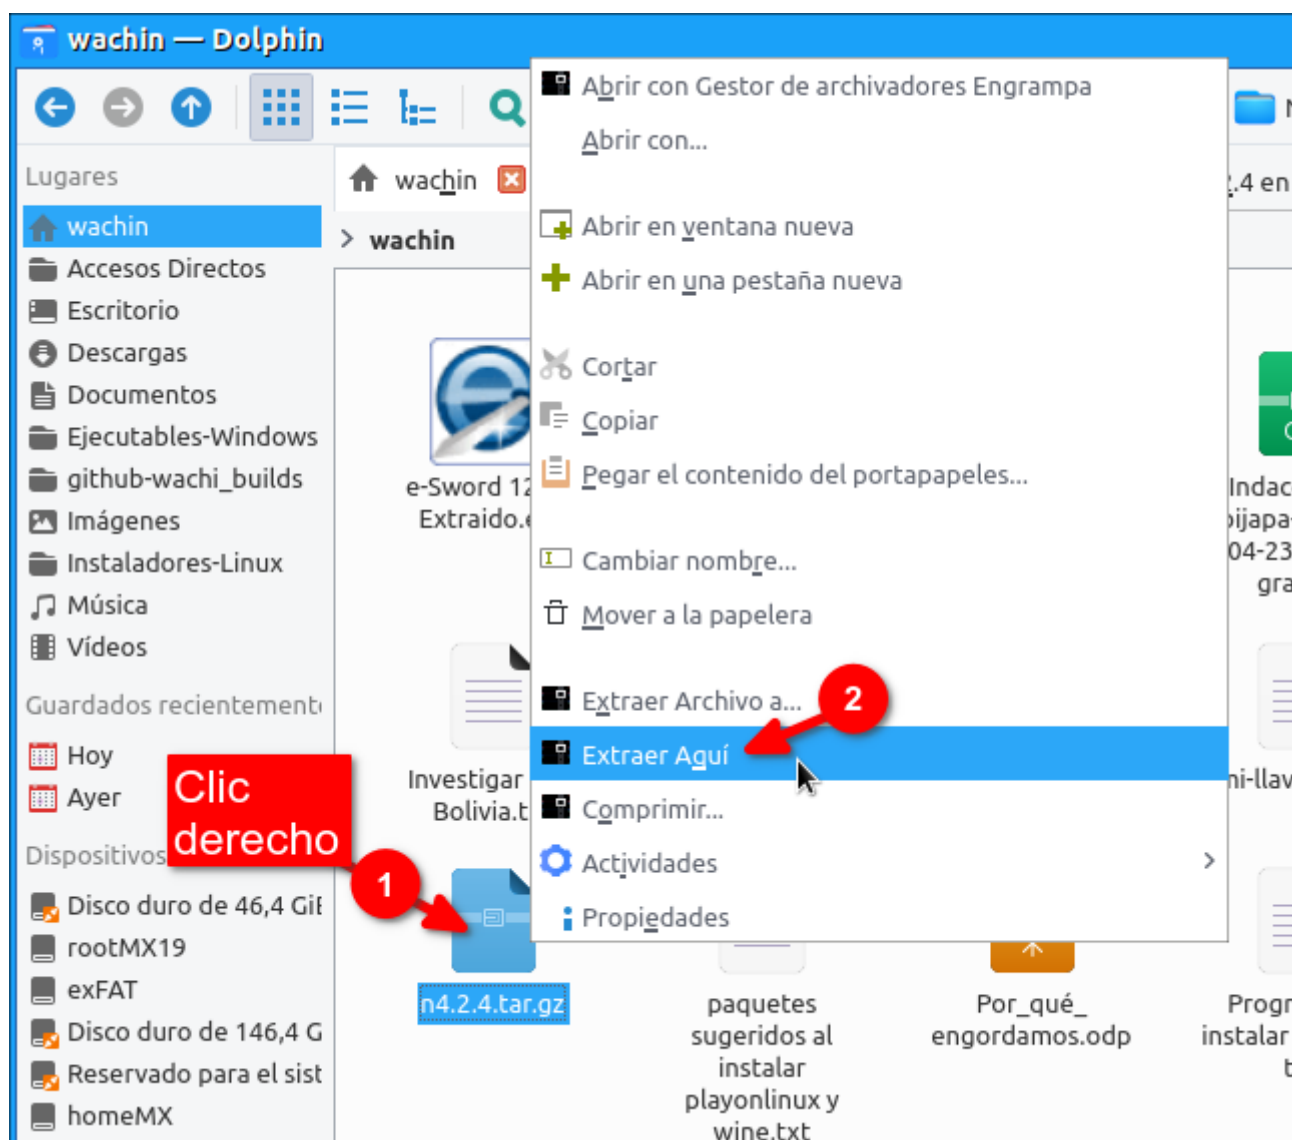 wachin — Dolphin
Lugares
wachin
Accesos Directos
Escritorio
Descargas
Documentos
Ejecutables-Windows
github-wachi_builds
Imágenes
Instaladores-Linux
Música
Vídeos
Guardados recientement
Hoy
Ayer
Dispositivos
Disco duro de 46,4 GiE
rootMX19
exFAT
Disco duro de 146,4 G
Reservado para el sist
homeMX
wachin
.4 en
> wachin
Abrir con Gestor de archivadores Engrampa
Abrir con...
Abrir en ventana nueva
Abrir en una pestaña nueva
Cortar
Copiar
Pegar el contenido del portapapeles...
Cambiar nombre...
Mover a la papelera
Extraer Archivo a...
Extraer Aquí
Comprimir...
Actividades
Propiedades
2
Clic
derecho
1
e-Sword 12
Extraido.e
Indac
ijapa-
04-23
gra
Investigar
Bolivia.t
ni-llav
n4.2.4.tar.gz
paquetes
sugeridos al
instalar
playonlinux y
wine.txt
Por_qué_
engordamos.odp
Progr
instalar
t